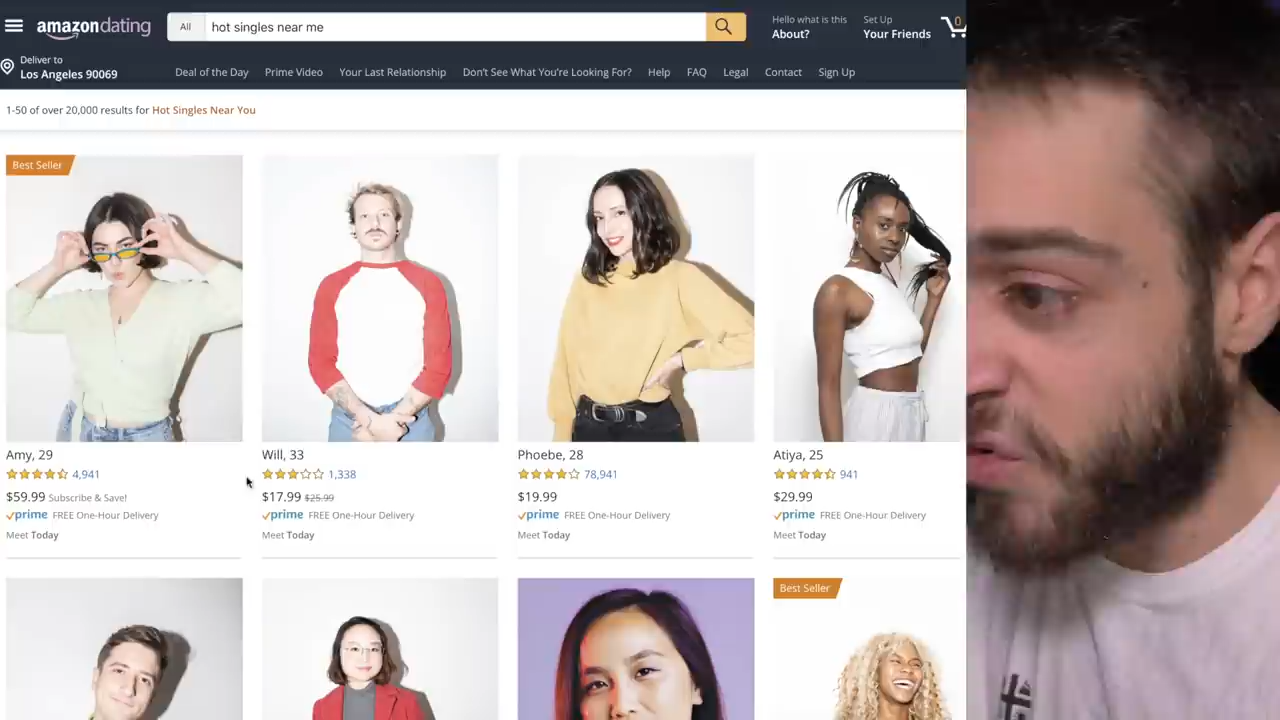 amazondating
All
hot singles near me
Hello what is this
About?
Set Up
Your Friends
0
Deliver to
Los Angeles 90069
Deal of the Day
Prime Video
Your Last Relationship
Don't See What You're Looking For?
Help
FAQ
Legal
Contact
Sign Up
1-50 of over 20,000 results for Hot Singles Near You
Best Seller
Amy, 29
4,941
$59.99 Subscribe & Save!
prime FREE One-Hour Delivery
Meet Today
Will, 33
1,338
$17.99 $25.99
prime FREE One-Hour Delivery
Meet Today
Phoebe, 28
78,941
$19.99
prime FREE One-Hour Delivery
Meet Today
Atiya, 25
941
$29.99
prime FREE One-Hour Delivery
Meet Today
Best Seller